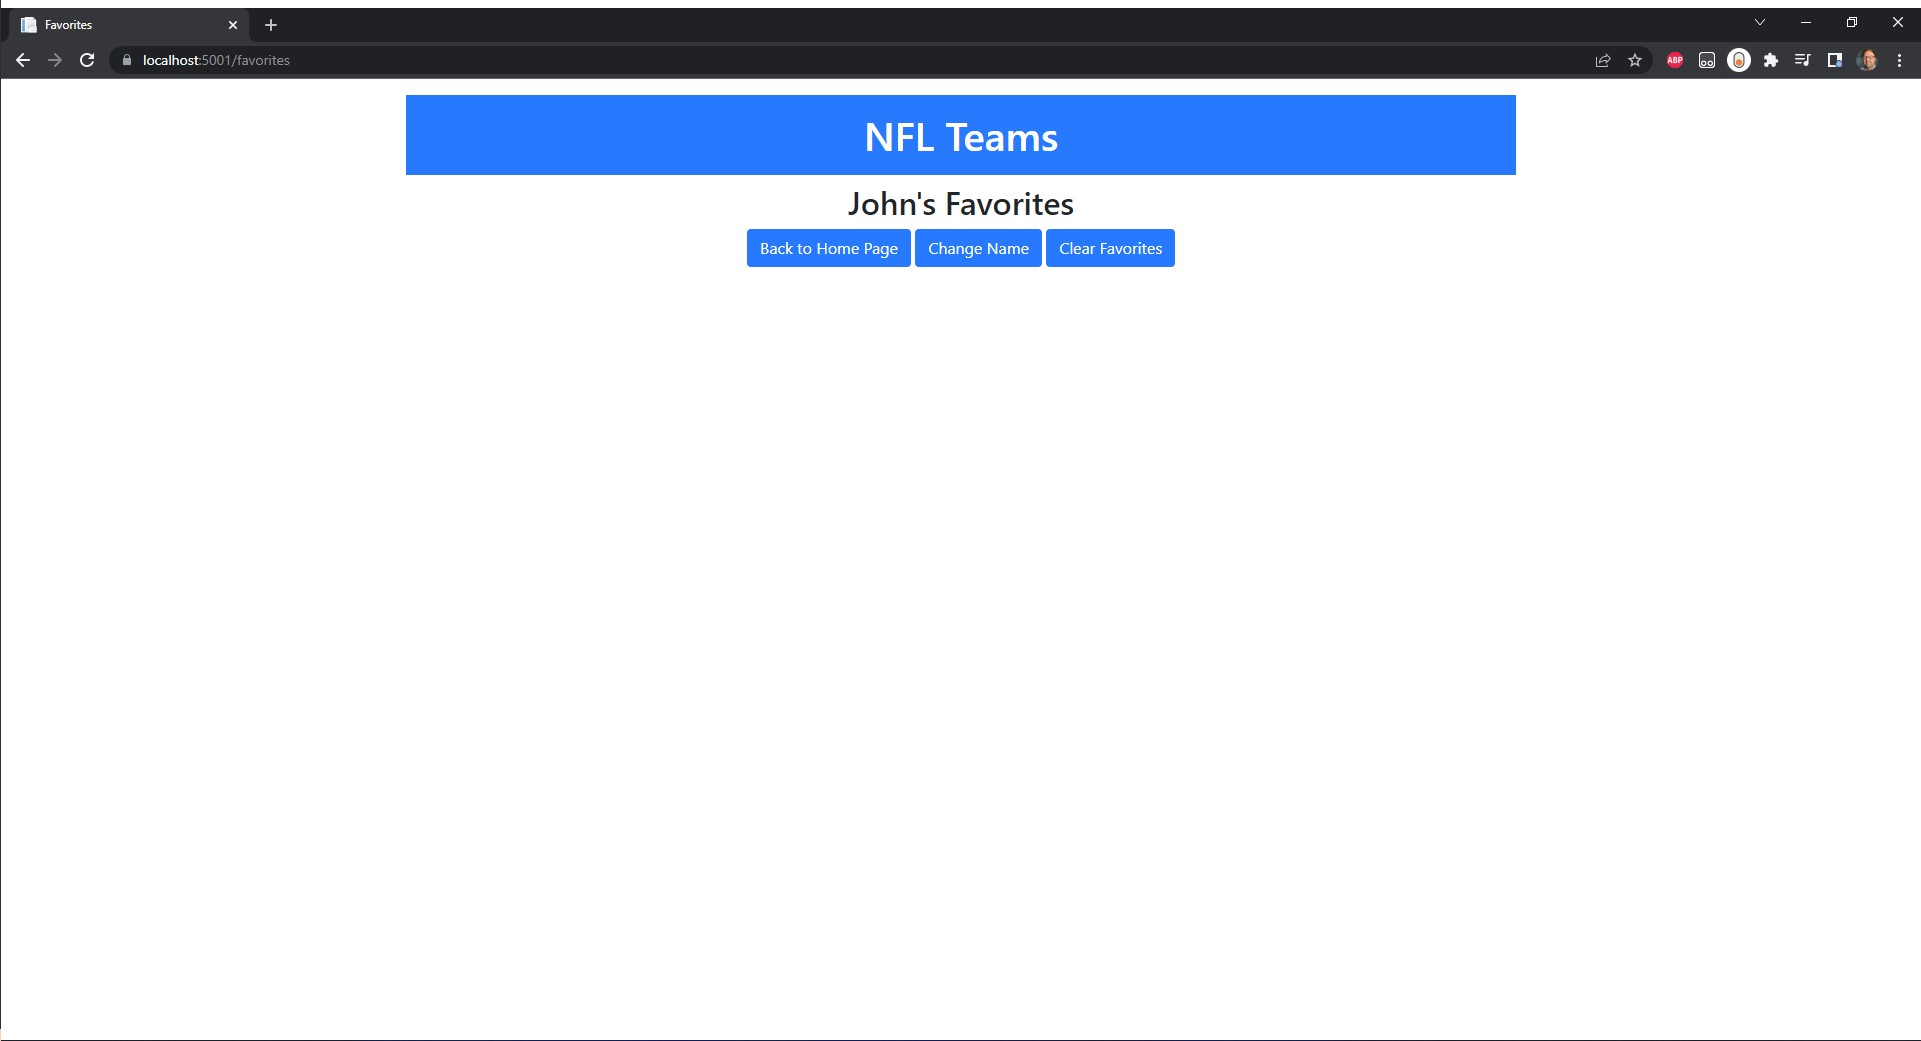 Favorites
localhost:5001/favorites
ABP
NFL Teams
John's Favorites
Back to Home Page Change Name Clear Favorites